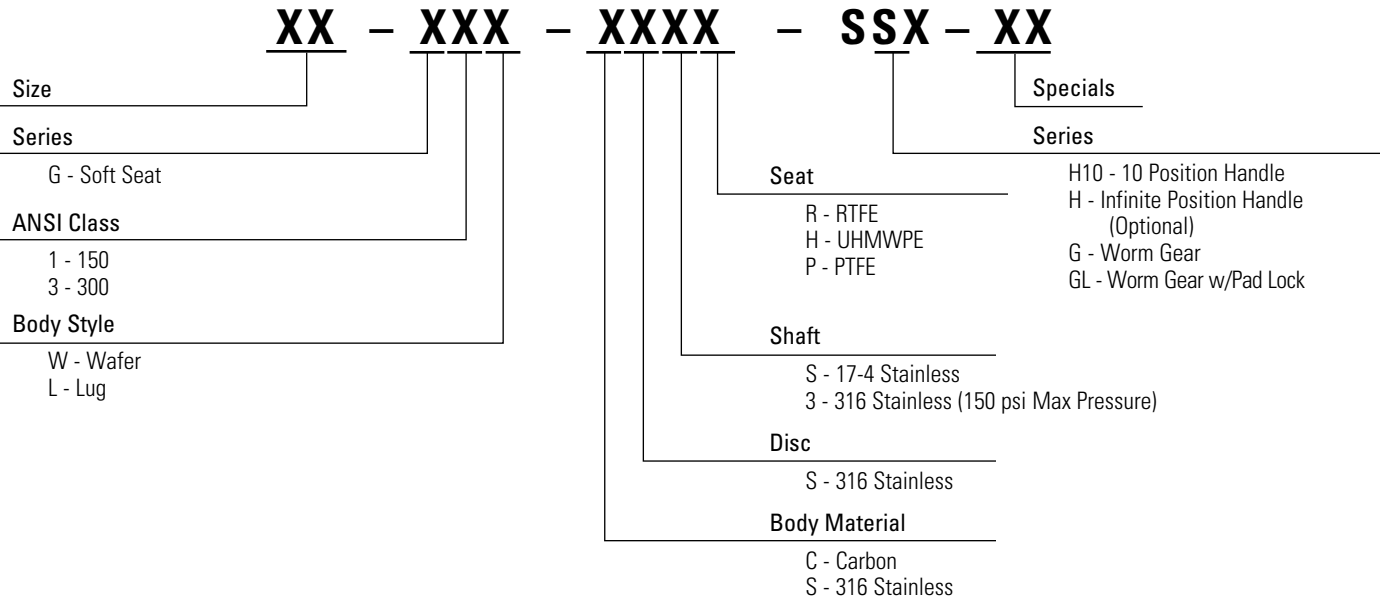 XX – XXX – XXXX – SSX – XX
Size
Series
G - Soft Seat
ANSI Class
1 - 150
3 - 300
Body Style
W - Wafer
L - Lug
Specials
Series
H10 - 10 Position Handle
H - Infinite Position Handle
(Optional)
G - Worm Gear
GL - Worm Gear w/Pad Lock
Seat
R - RTFE
H - UHMWPE
P - PTFE
Shaft
S - 17-4 Stainless
3 - 316 Stainless (150 psi Max Pressure)
Disc
S - 316 Stainless
Body Material
C - Carbon
S - 316 Stainless